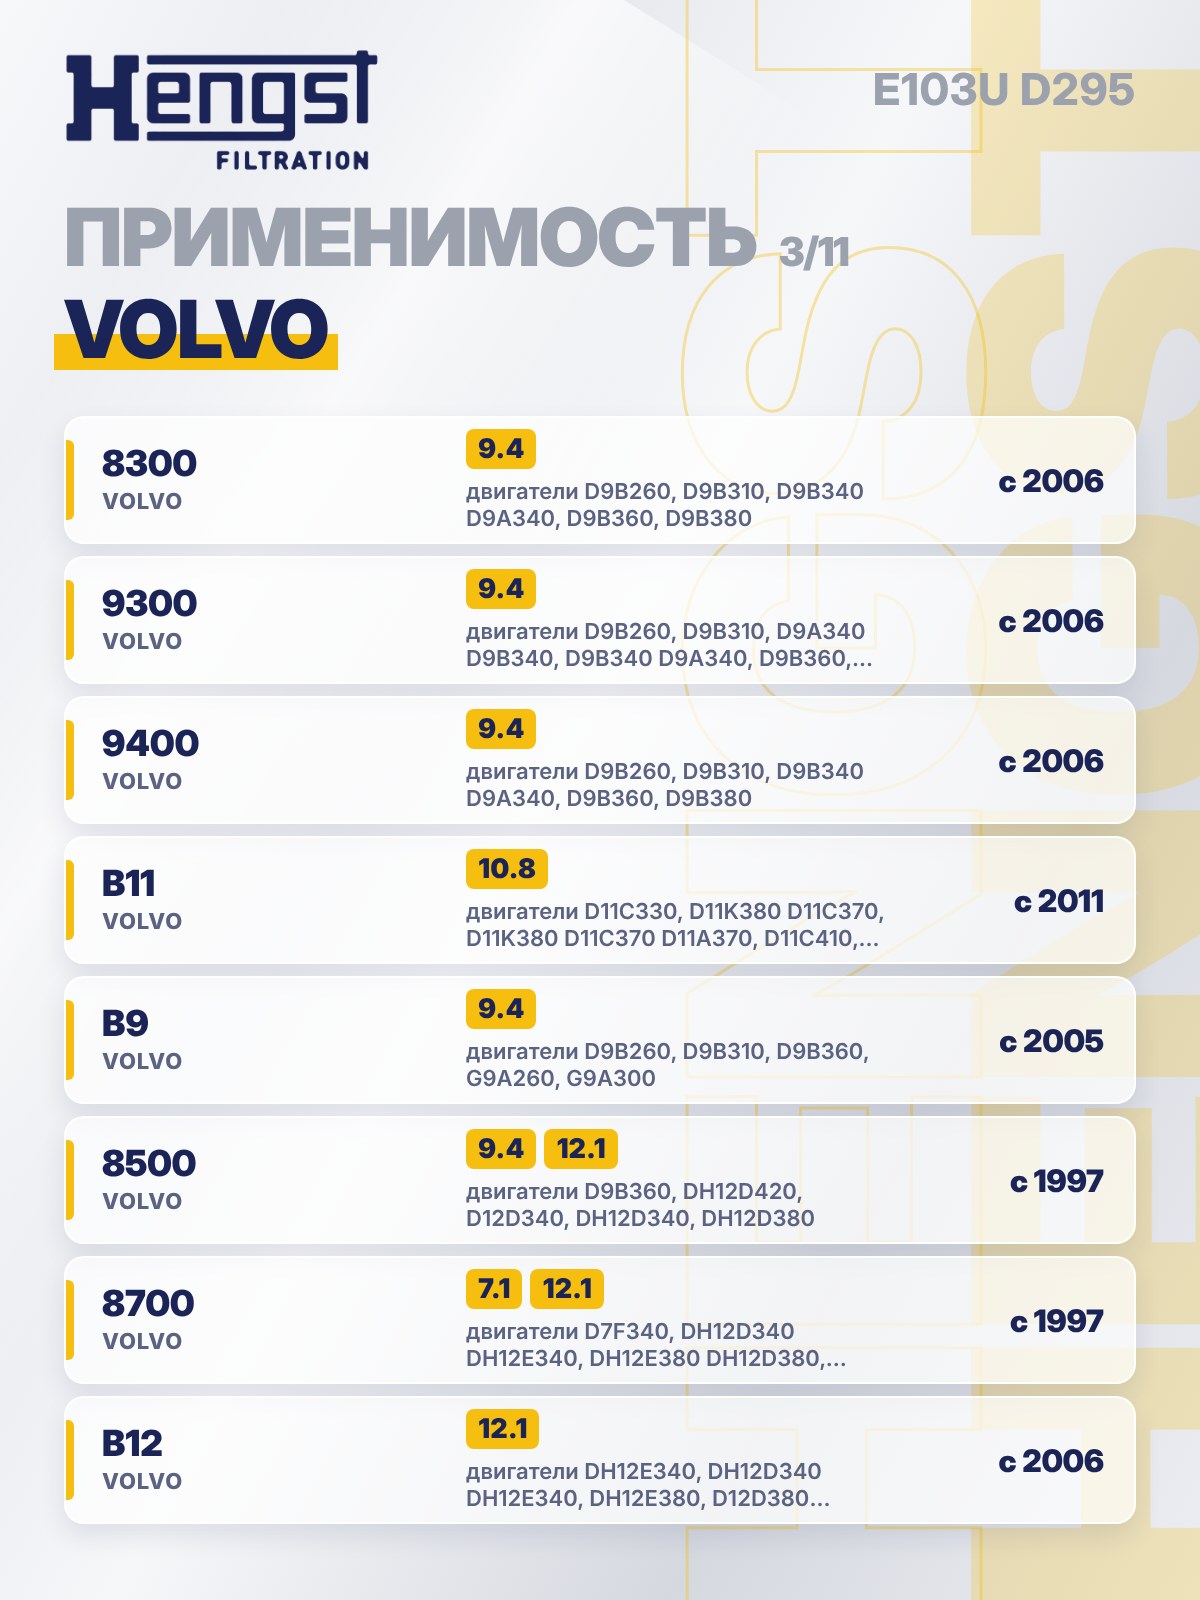 Hengst
FILTRATION
E103U D295
ПРИМЕНИМОСТЬ 3/11
VOLVO
8300
VOLVO
9.4
двигатели D9B260, D9B310, D9B340
D9A340, D9B360, D9B380
с 2006
9300
VOLVO
9.4
двигатели D9B260, D9B310, D9A340
D9B340, D9B340 D9A340, D9B360,...
с 2006
9400
VOLVO
9.4
двигатели D9B260, D9B310, D9B340
D9A340, D9B360, D9B380
с 2006
B11
VOLVO
10.8
двигатели D11C330, D11K380 D11C370,
D11K380 D11C370 D11A370, D11C410,...
с 2011
B9
VOLVO
9.4
двигатели D9B260, D9B310, D9B360,
G9A260, G9A300
с 2005
8500
VOLVO
9.4 12.1
двигатели D9B360, DH12D420,
D12D340, DH12D340, DH12D380
с 1997
8700
VOLVO
7.1 12.1
двигатели D7F340, DH12D340
DH12E340, DH12E380 DH12D380,...
с 1997
B12
VOLVO
12.1
двигатели DH12E340, DH12D340
DH12E340, DH12E380, D12D380...
с 2006
HENGST
HENGST